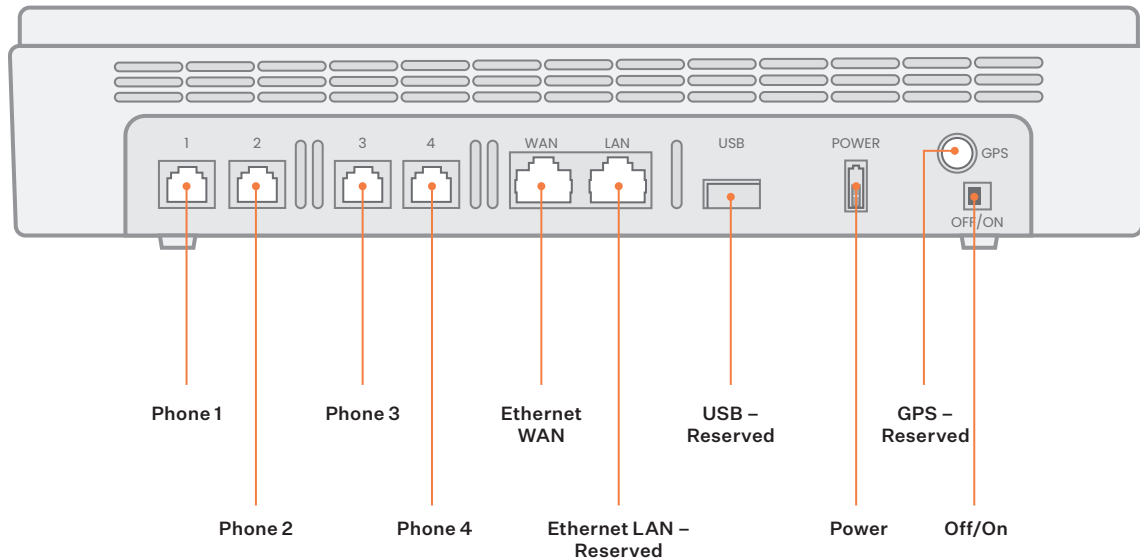 1
2
3
4
WAN
LAN
USB
POWER
GPS
OFF/ON
Phone 1
Phone 3
Ethernet
WAN
USB –
Reserved
GPS –
Reserved
Phone 2
Phone 4
Ethernet LAN –
Reserved
Power
Off/On